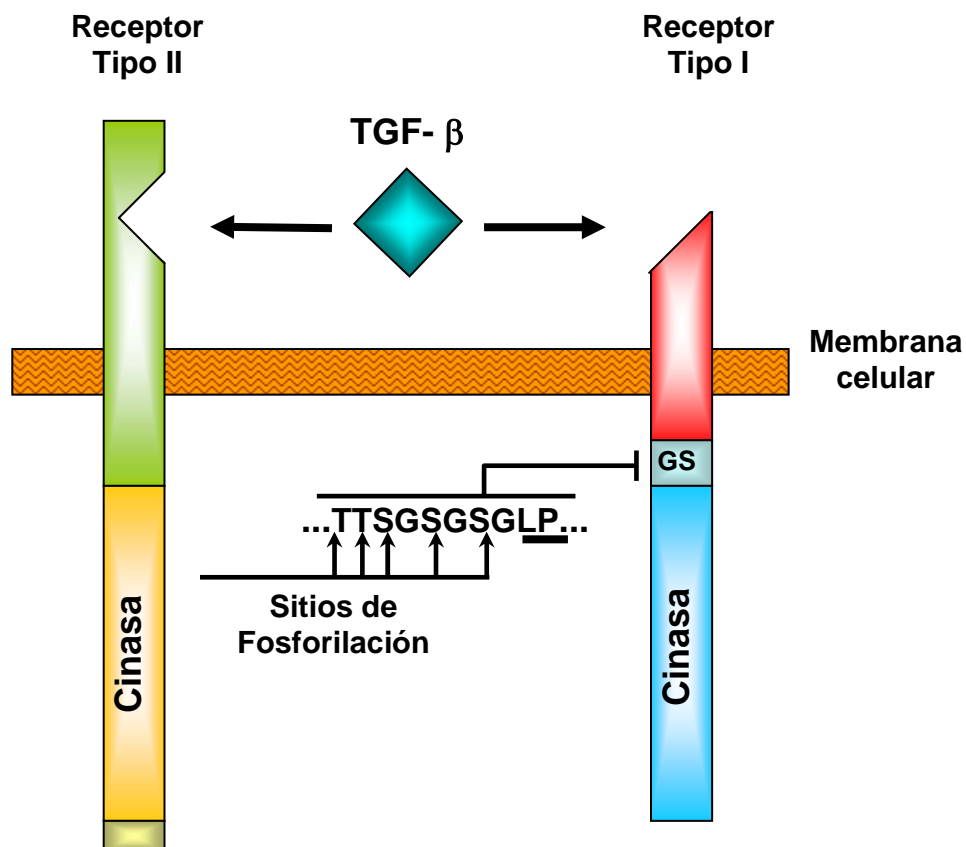 Receptor
Tipo II
Receptor
Tipo I
TGF- β
Membrana
celular
GS
...TTSGSGSGLP...
Sitios de
Fosforilación
Cinasa
Cinasa